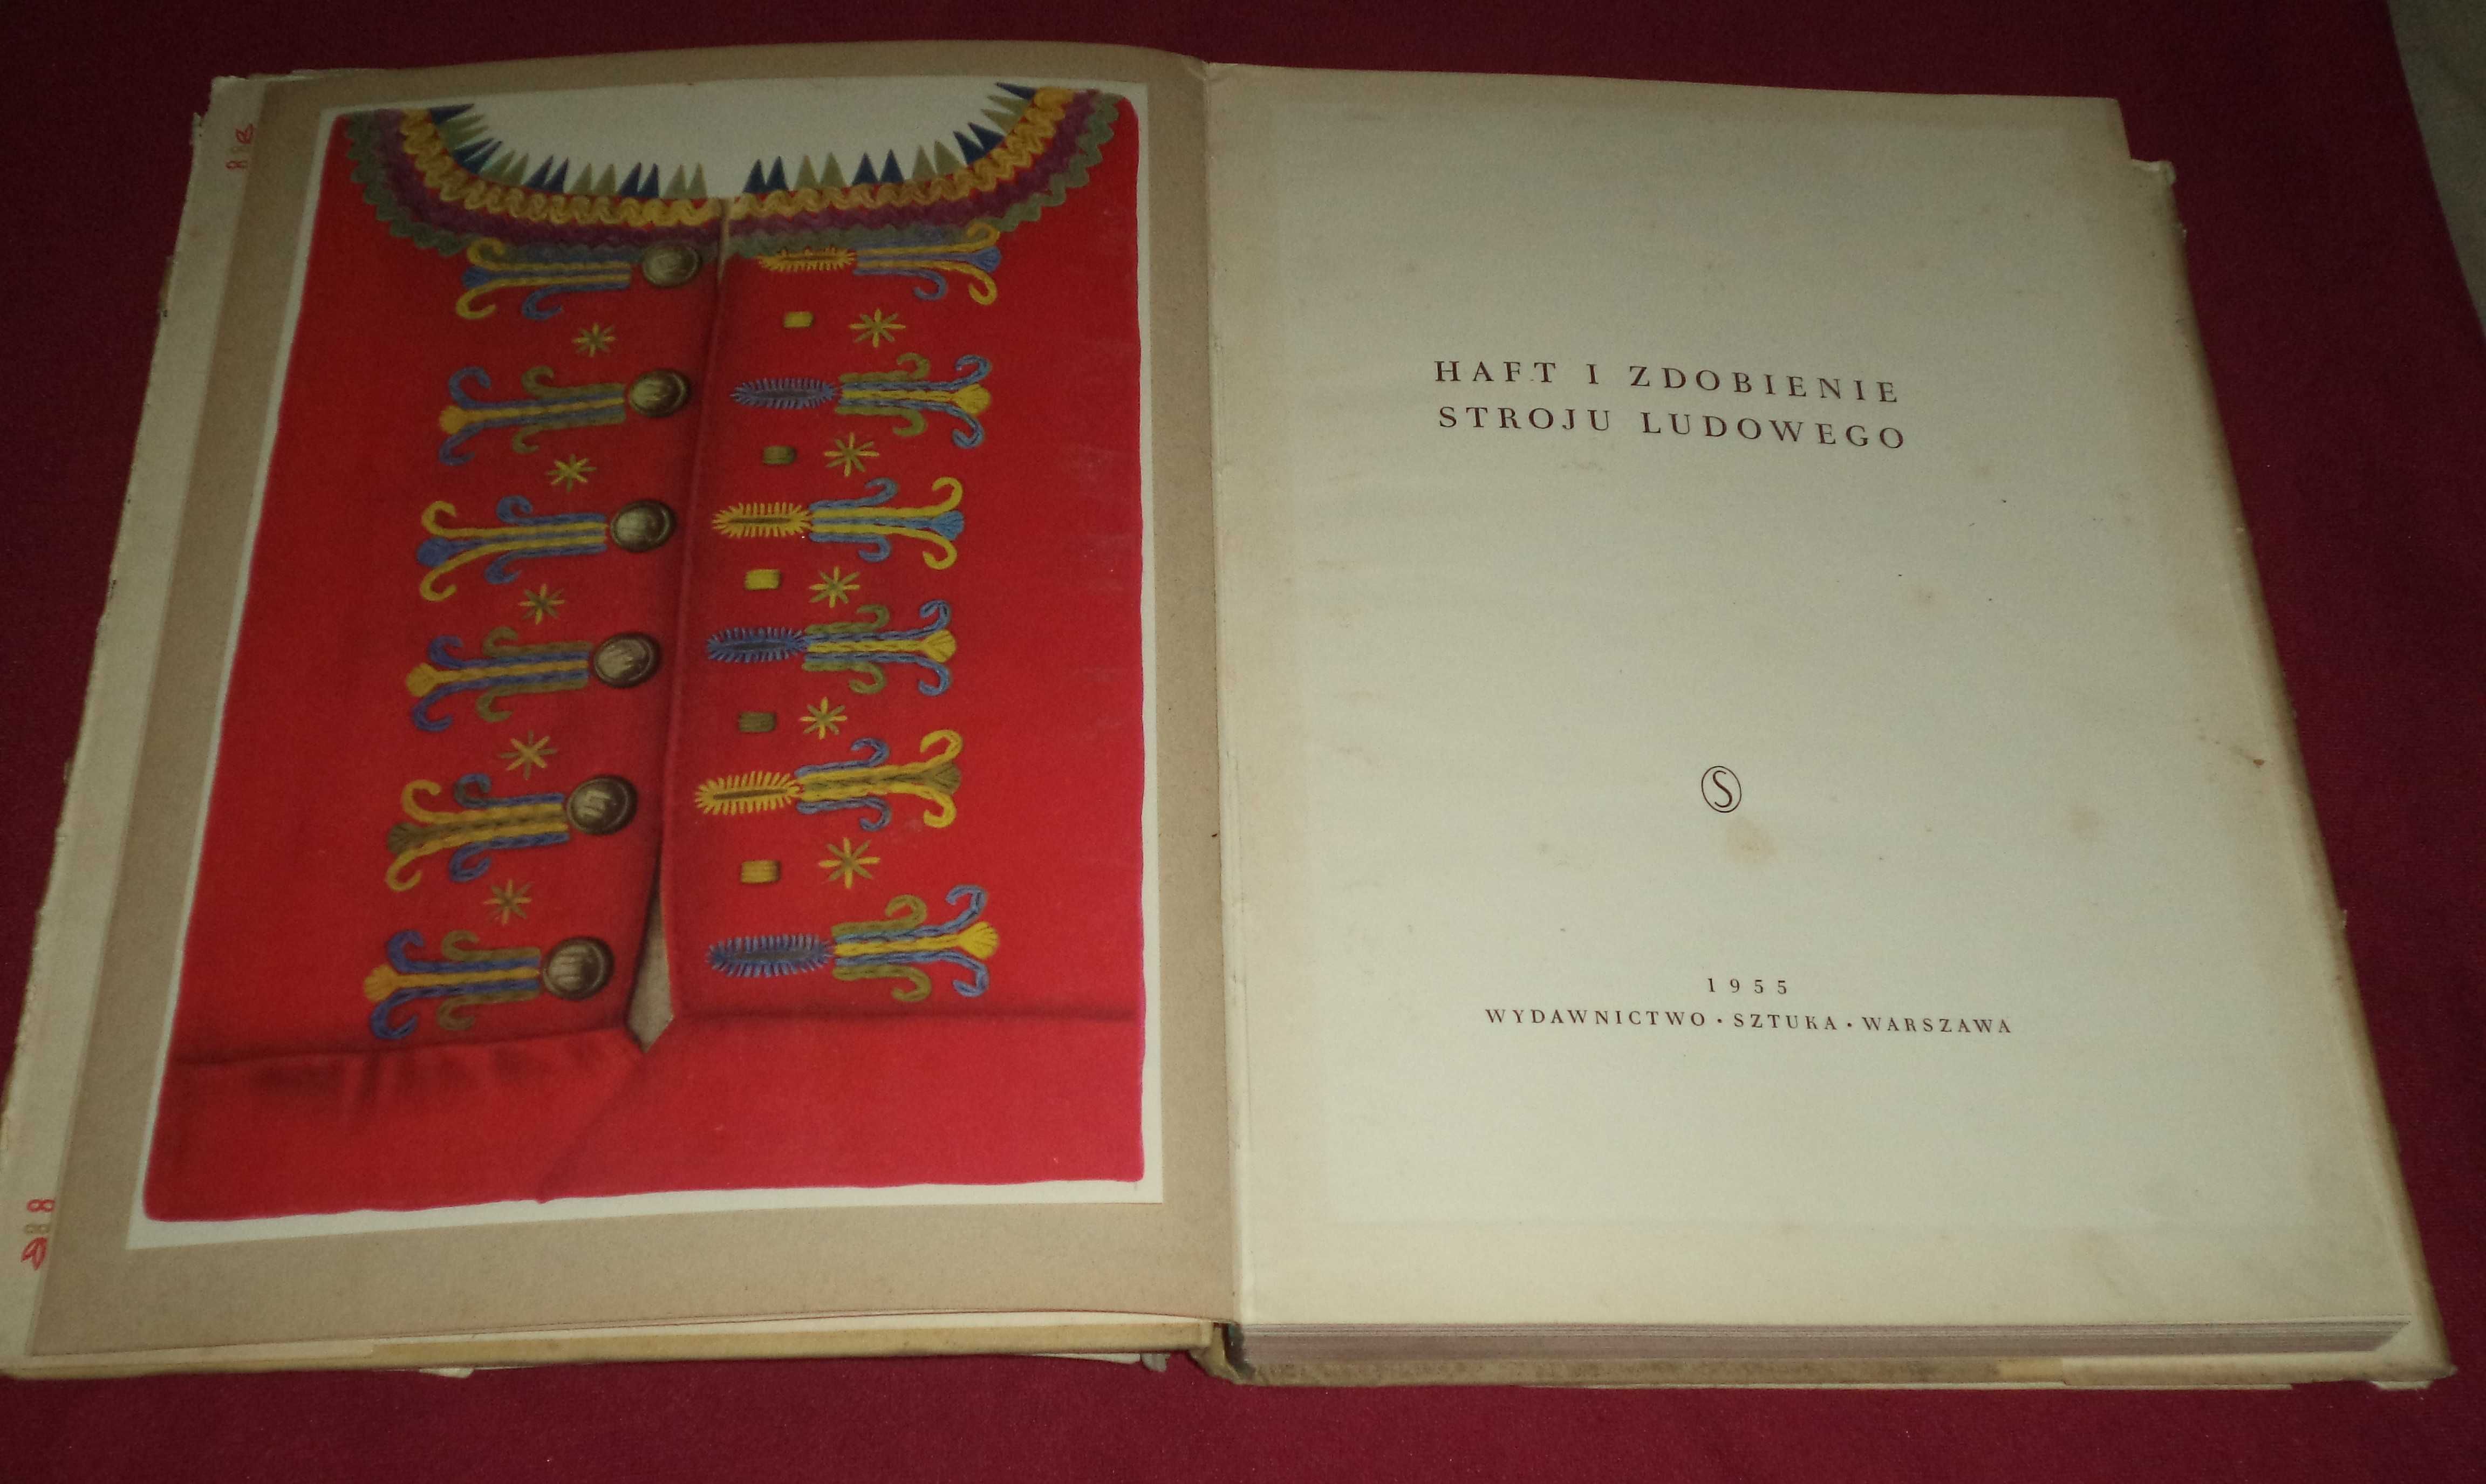 HAFT I ZDOBIENIE
STROJU LUDOWEGO
S
1955
WYDAWNICTWO · SZTUKA · WARSZAWA